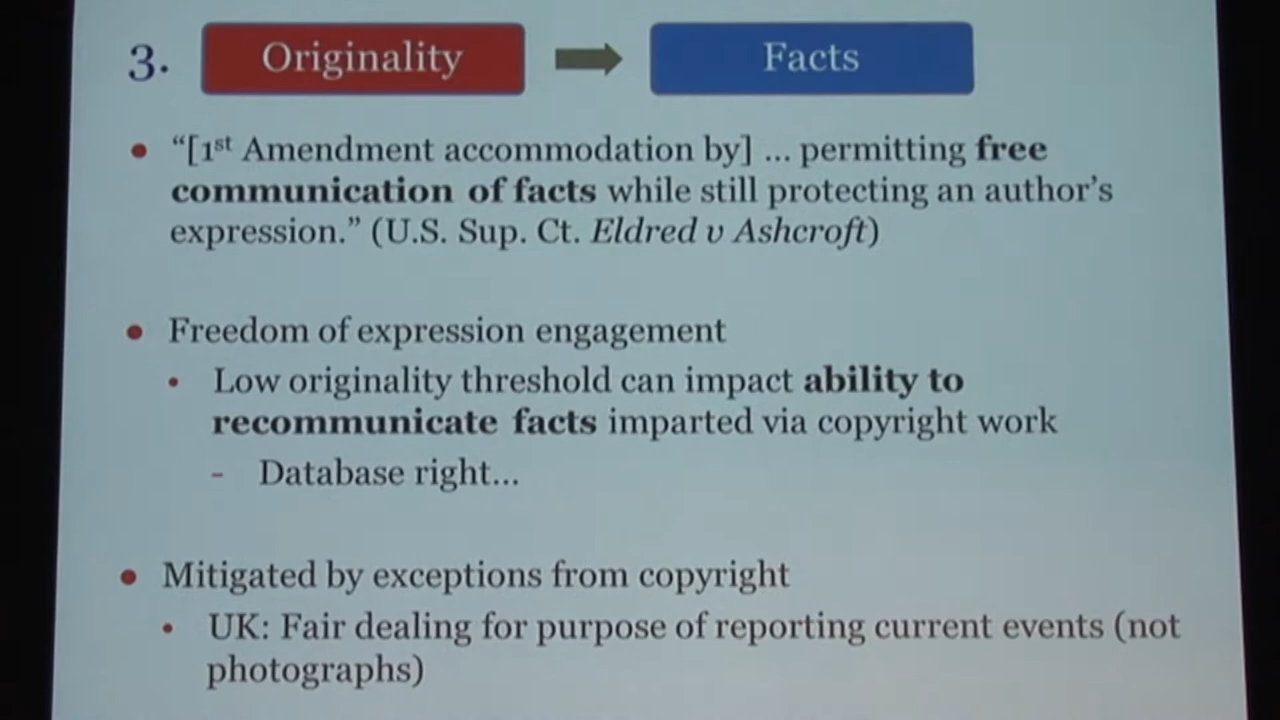 3. Originality Facts
• “[1st Amendment accommodation by] ... permitting free
communication of facts while still protecting an author’s
expression.” (U.S. Sup. Ct. Eldred v Ashcroft)
• Freedom of expression engagement
• Low originality threshold can impact ability to
recommunicate facts imparted via copyright work
- Database right...
• Mitigated by exceptions from copyright
• UK: Fair dealing for purpose of reporting current events (not
photographs)